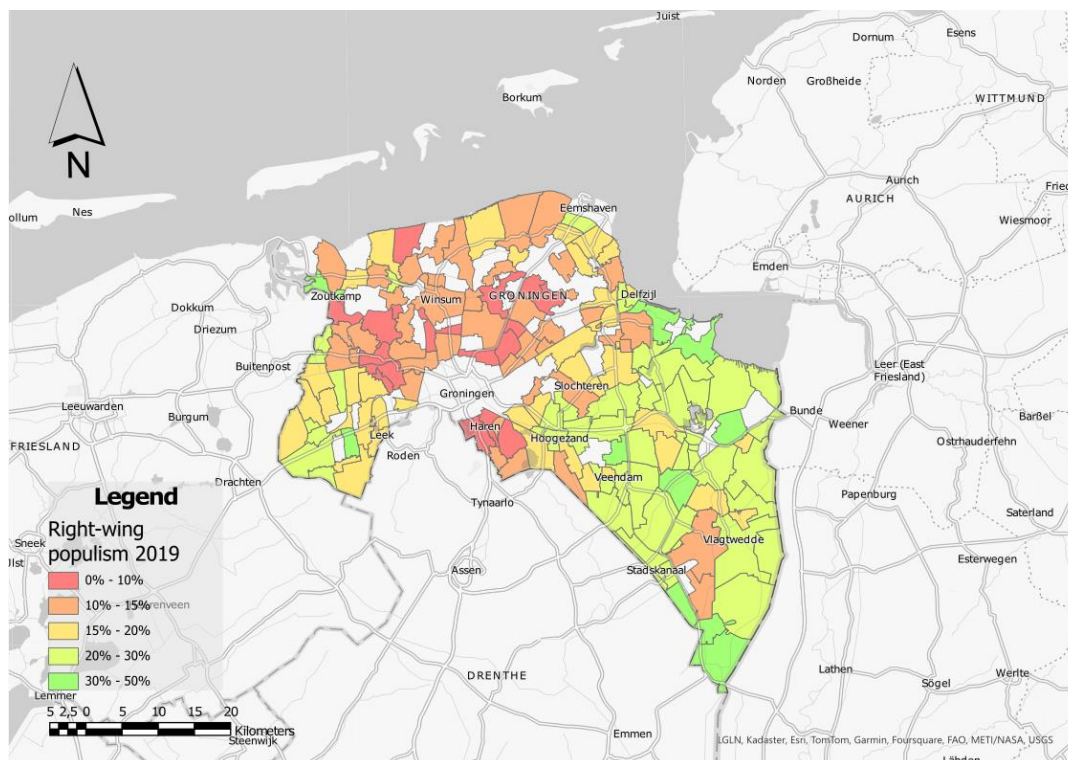 Juist
Dornum
Esens
Norden
Großheide
WITTMUND
Borkum
N
Aurich
AURICH
Nes
Eemshaven
Wiesmoor
Emden
Zoutkamp
Winsum
GRONINGEN
Delfzijl
Dokkum
Driezum
Buitenpost
Leer (East
Friesland)
Groningen
Slochteren
Leeuwarden
Burgum
Bunde
Weener
Barßel
FRIESLAND
Leek
Haren
Hoogezand
Ostrhauderfehn
Roden
Drachten
Veendam
Tynaarlo
Papenburg
Saterland
Legend
Right-wing
populism 2019
0% - 10%
10% - 15%
15% - 20%
20% - 30%
30% - 50%
Sneek
Vlagtwedde
Esterwegen
Assen
Stadskanaal
DRENTHE
Lathen
Sögel
Werlte
Lemmer
5 2,5 0 5 10 15 20
Kilometers
Steenwijk
Emmen
LGLN, Kadaster, Esri, TomTom, Garmin, Foursquare, FAO, METI/NASA, USGS